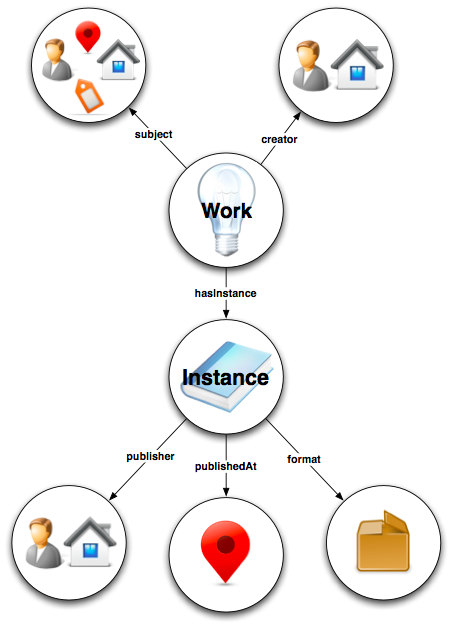 subject
creator
Work
hasInstance
Instance
publisher
publishedAt
format